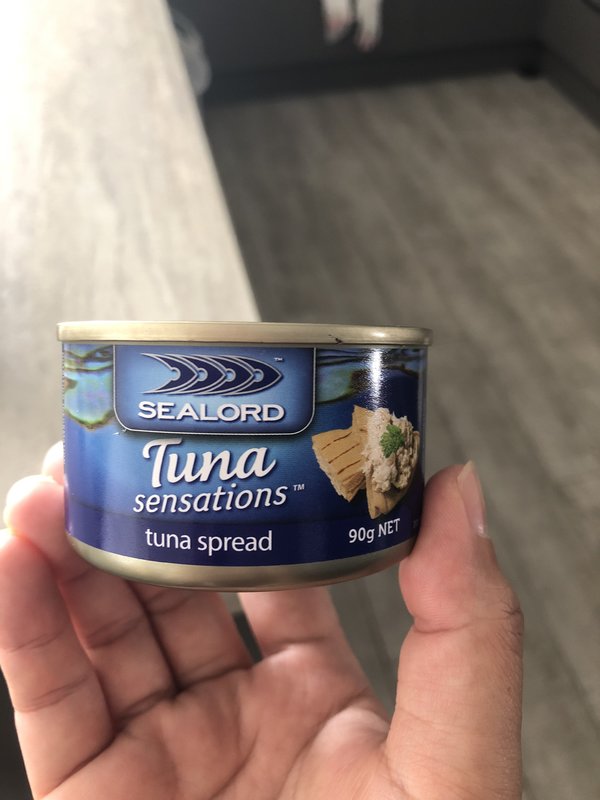 SEALORD
Tuna
sensations™
tuna spread
90g NET